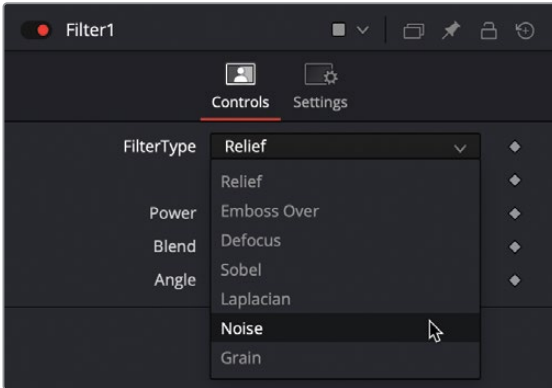 Filter1
Controls Settings
FilterType Relief
Relief
Power Emboss Over
Defocus
Blend
Sobel
Angle
Laplacian
Noise
Grain